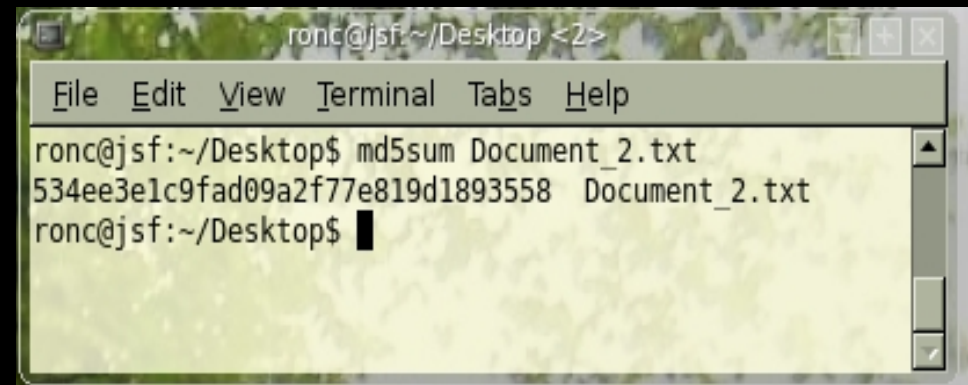 ronc@jsf:~/Desktop <2>
File Edit View Terminal Tabs Help
ronc@jsf:~/Desktop$ md5sum Document_2.txt
534ee3e1c9fad09a2f77e819d1893558  Document_2.txt
ronc@jsf:~/Desktop$